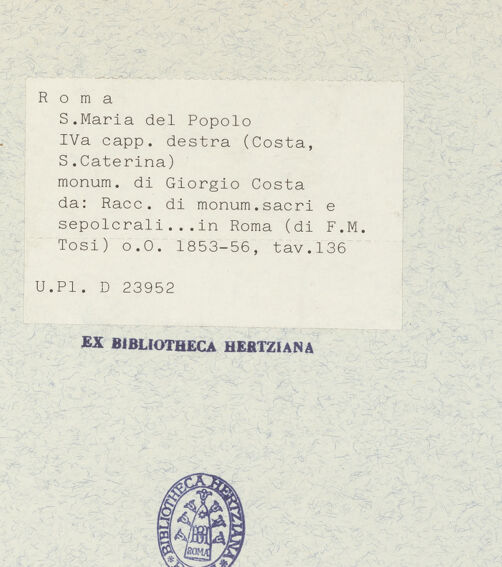 R o m a
S.Maria del Popolo
IVa capp. destra (Costa,
S.Caterina)
monum. di Giorgio Costa
da: Racc. di monum.sacri e
sepolcrali...in Roma (di F.M.
Tosi) o.O. 1853-56, tav.136
U.Pl. D 23952
EX BIBLIOTHECA HERTZIANA
BIBLIOTHECA HERTZIANA
BH
ROMA